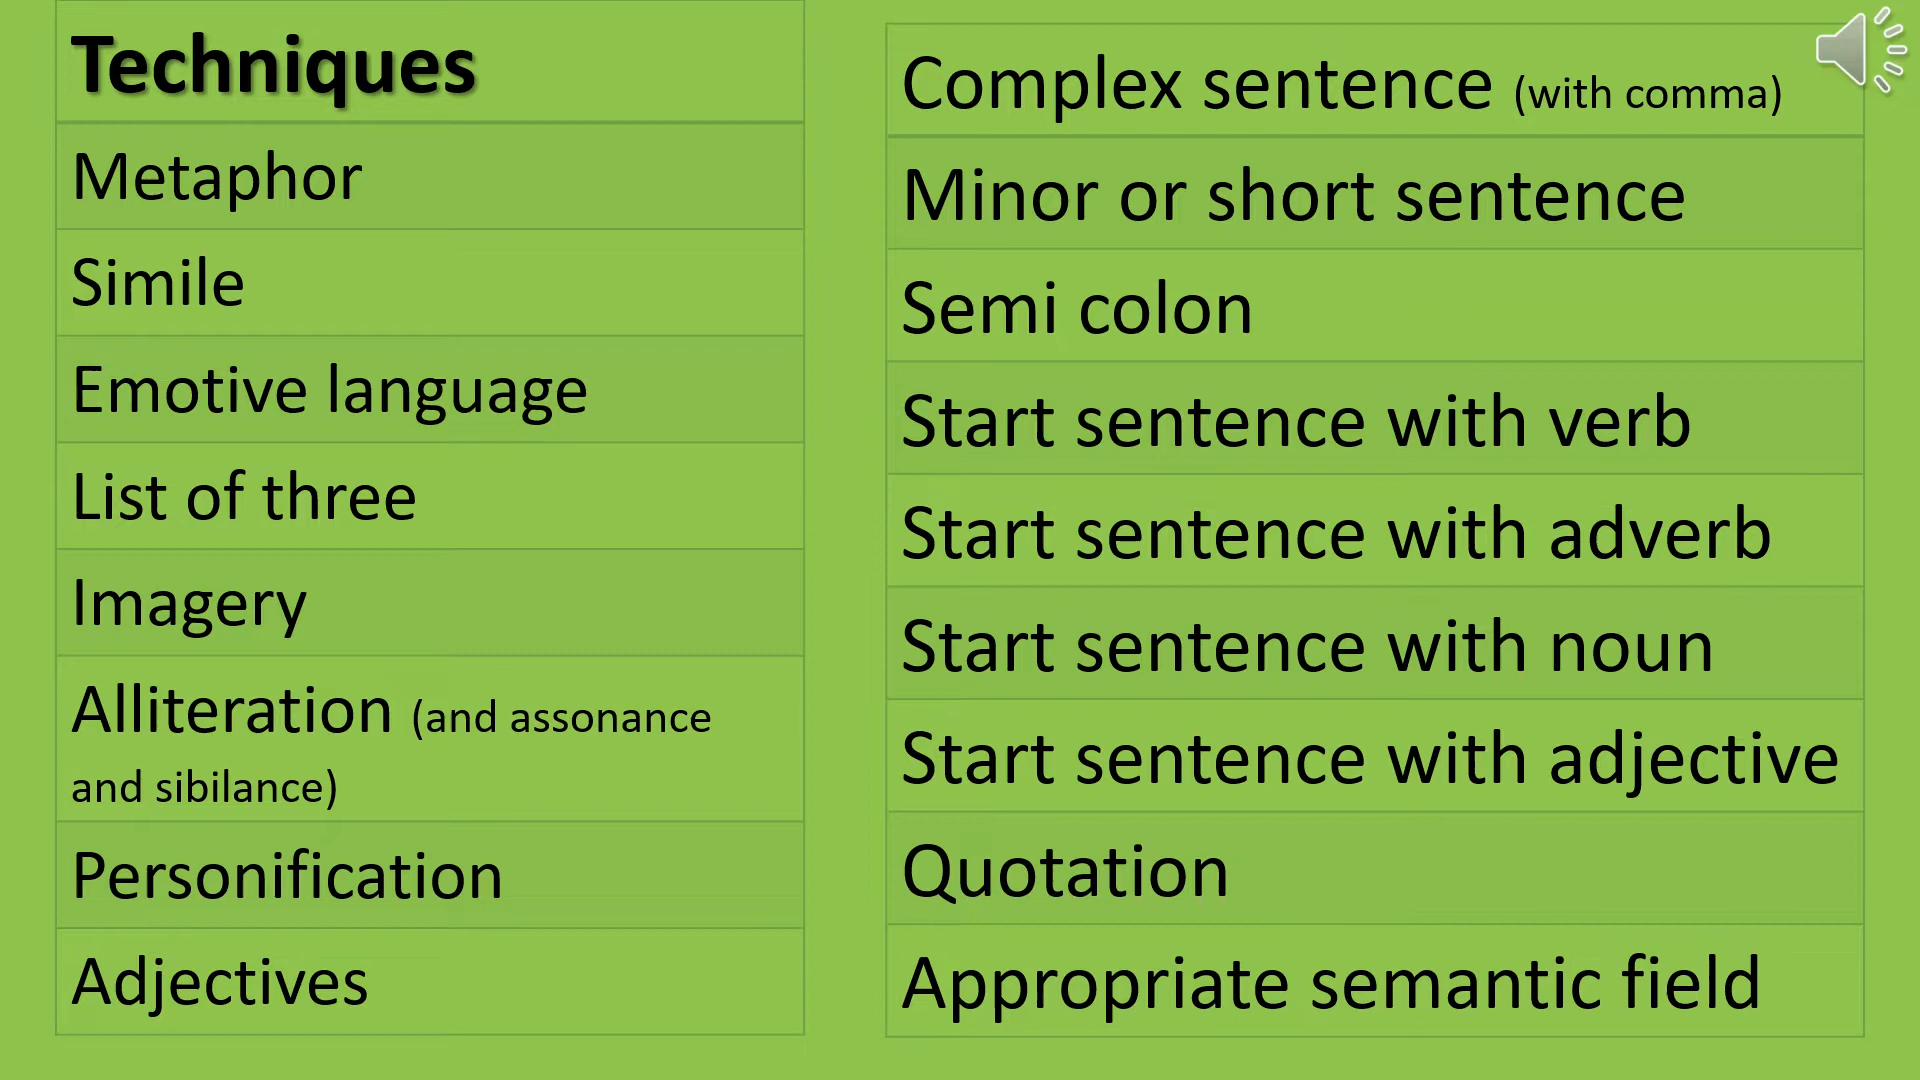 Techniques
Metaphor
Simile
Emotive language
List of three
Imagery
Alliteration (and assonance
and sibilance)
Personification
Adjectives
Complex sentence (with comma)
Minor or short sentence
Semi colon
Start sentence with verb
Start sentence with adverb
Start sentence with noun
Start sentence with adjective
Quotation
Appropriate semantic field